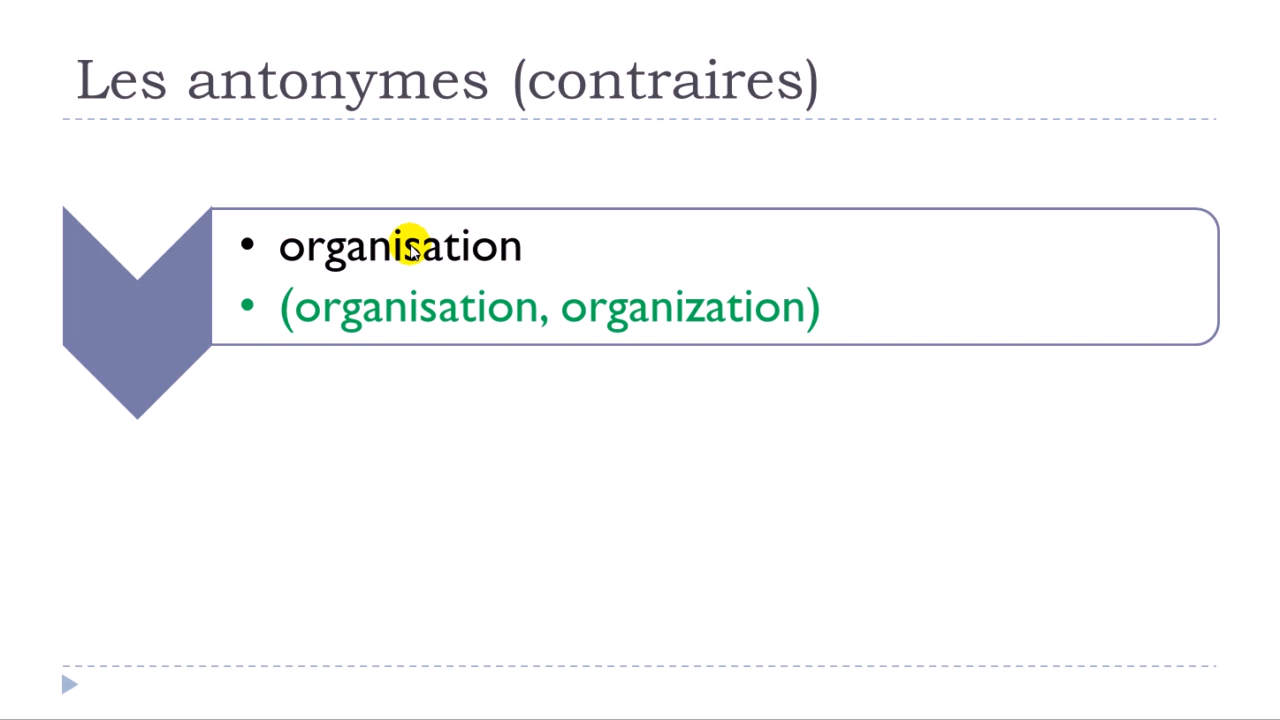 Les antonymes (contraires)
• organisation
• (organisation, organization)